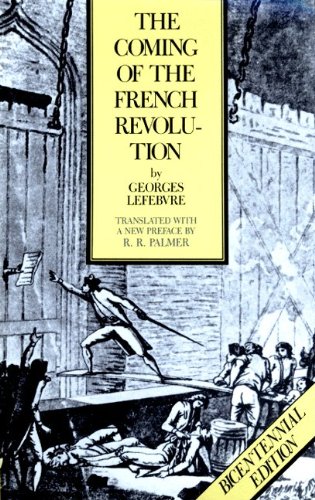 THE
COMING
OF THE
FRENCH
REVOLU-
TION
by
GEORGES
LEFEBVRE
TRANSLATED WITH
A NEW PREFACE BY
R. R. PALMER
BICENTENNIAL
EDITION